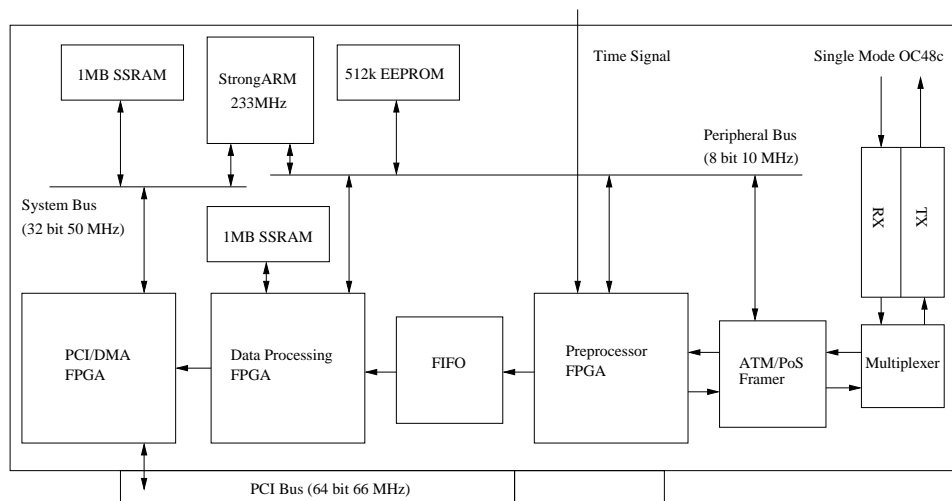 Time Signal
Single Mode OC48c
1MB SSRAM
StrongARM
233MHz
512k EEPROM
Peripheral Bus
(8 bit 10 MHz)
System Bus
(32 bit 50 MHz)
RX
TX
1MB SSRAM
PCI/DMA
FPGA
Data Processing
FPGA
FIFO
Preprocessor
FPGA
ATM/PoS
Framer
Multiplexer
PCI Bus (64 bit 66 MHz)